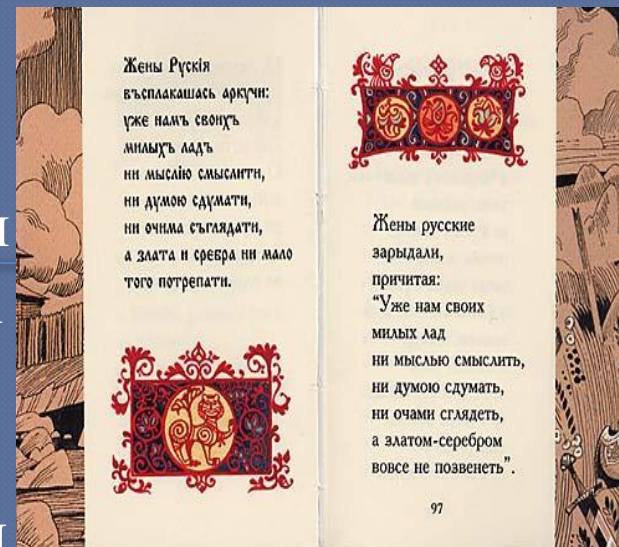 Жены Рускія
въсплакашась аркучи:
уже намъ своихъ
милыхъ ладъ
ни мыслію смыслити,
ни думою сдумати,
ни очима съглядати,
а злата и сребра ни мало
того потрепати.
Жены русские
зарыдали,
причитая:
“Уже нам своих
милых лад
ни мыслью смыслить,
ни думою сдумать,
ни очами сглядеть,
а златом-серебром
вовсе не позвенеть”.
97